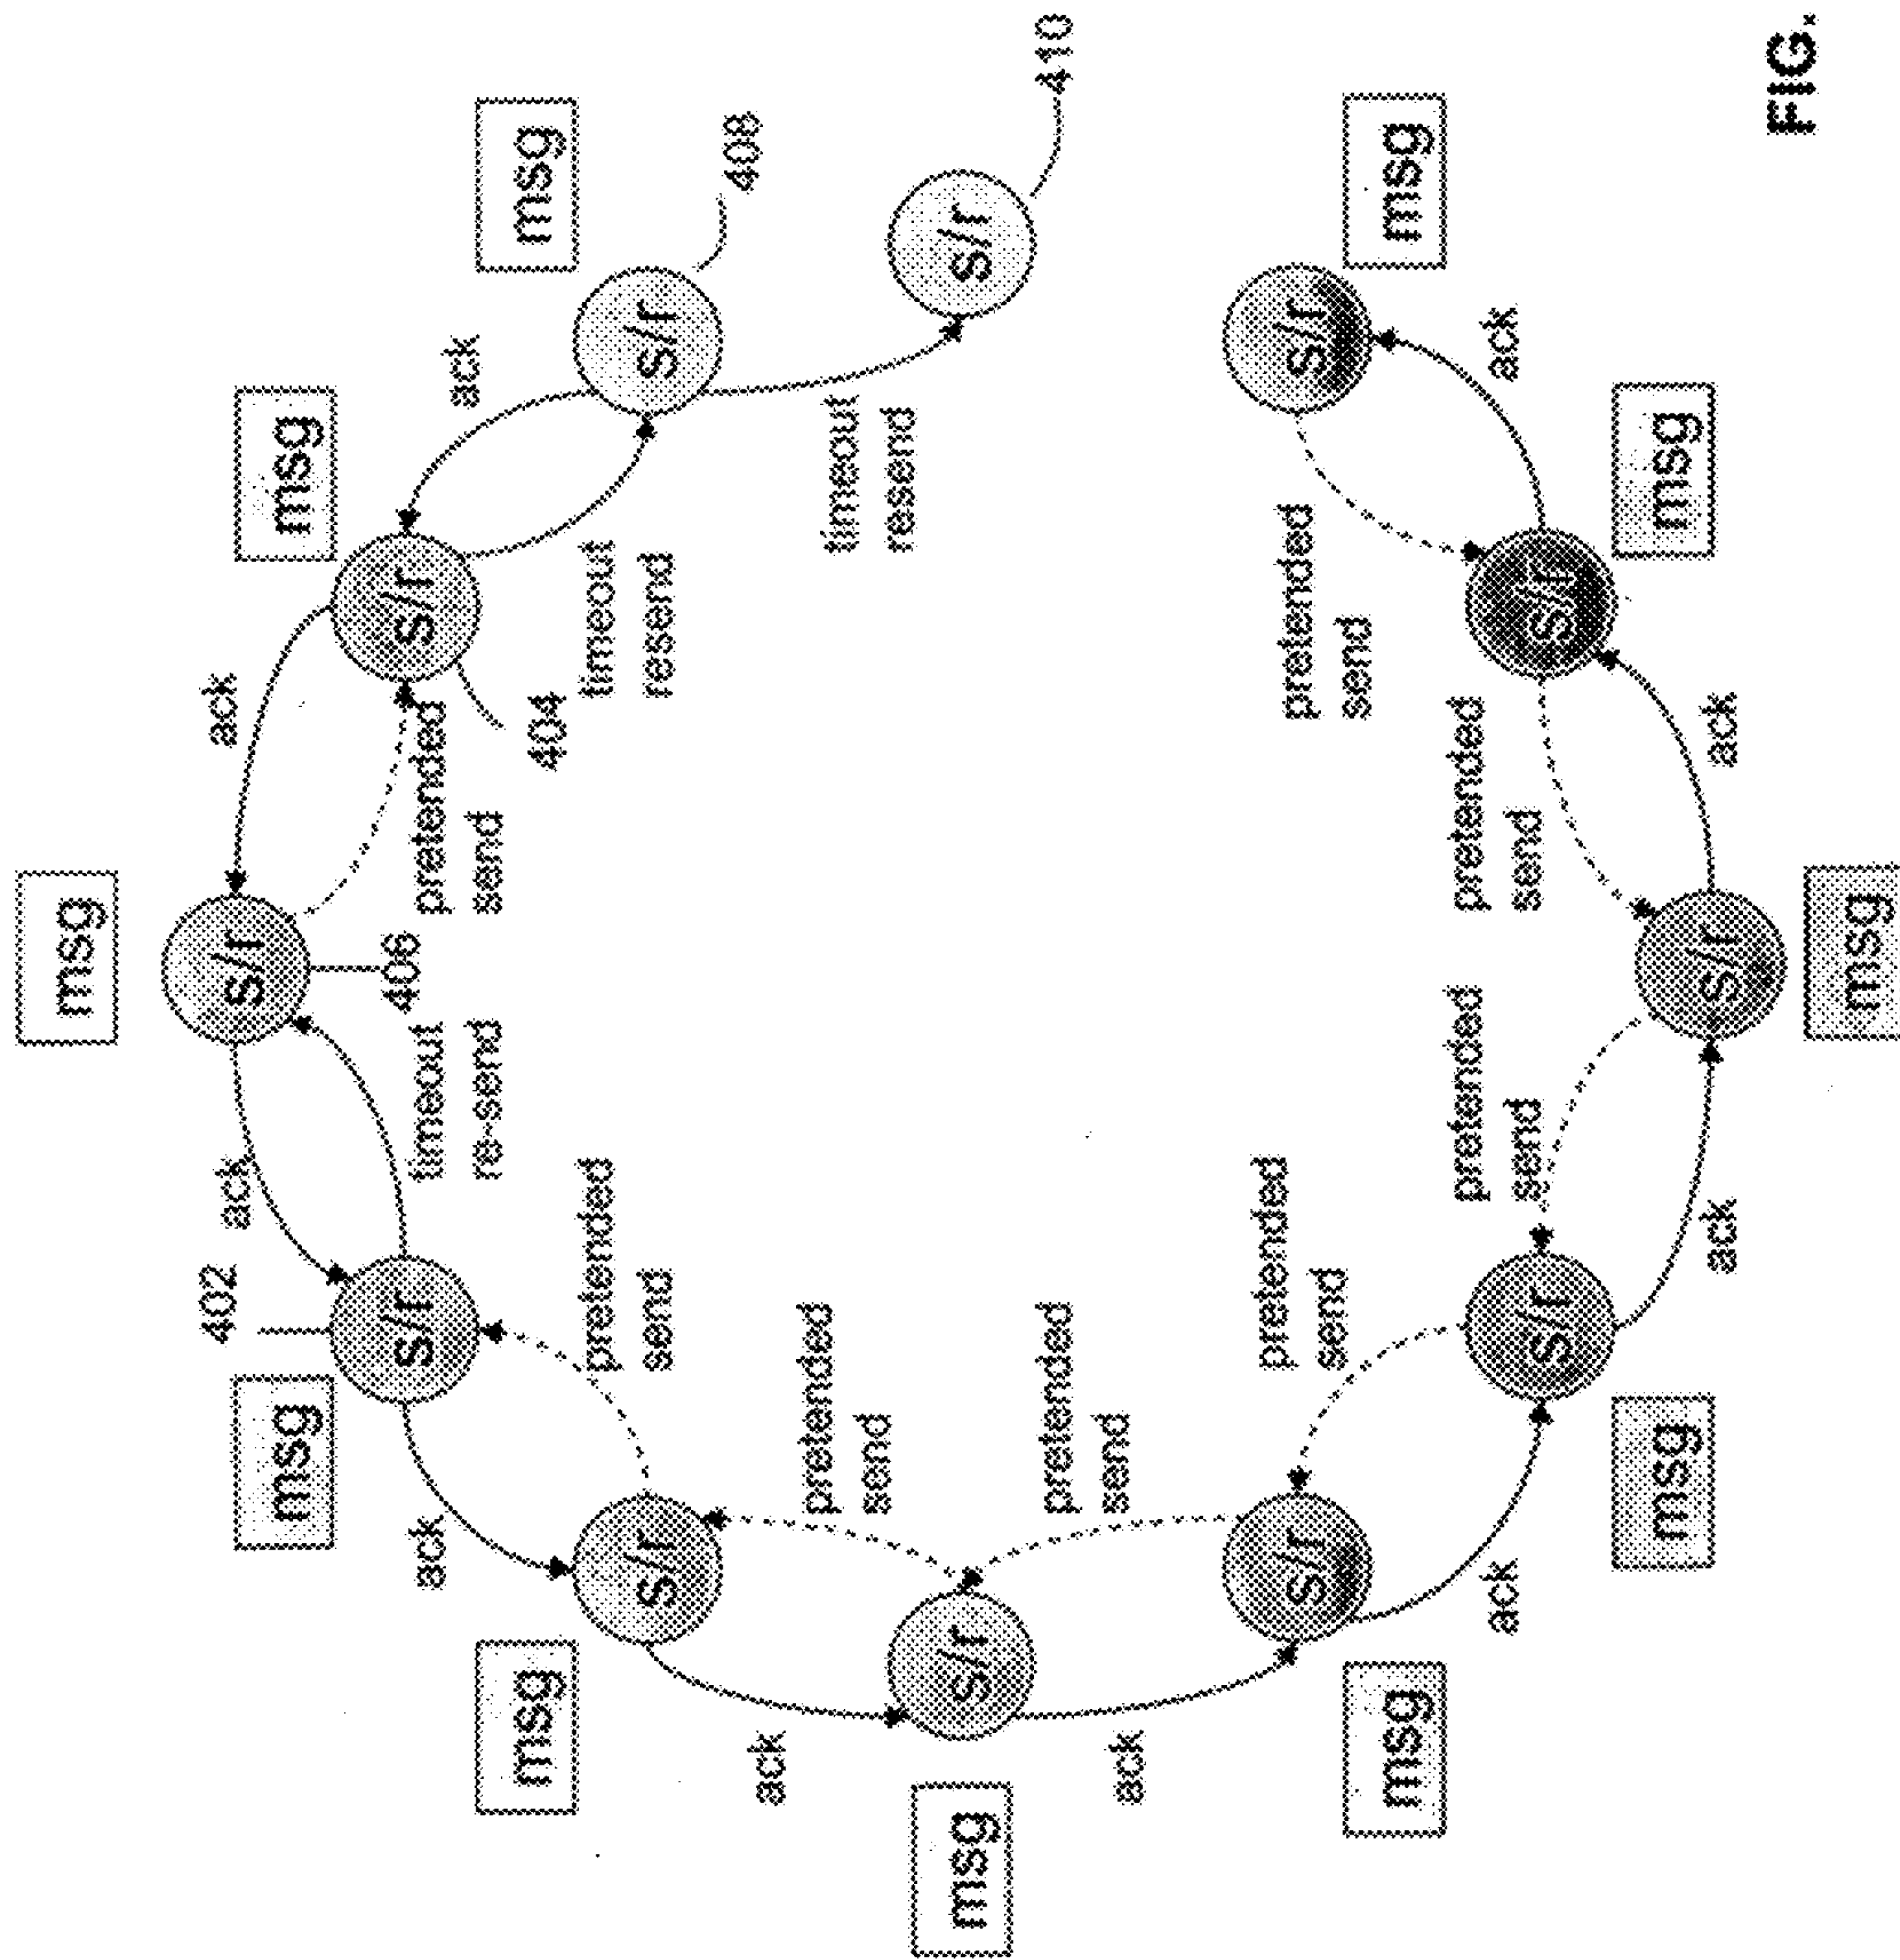 msg
402
ack
ack
s/r
msg
msg
s/r
406
s/r
ack
timeout
re-send
pretended
send
ack
msg
404
msg
pretended
send
timeout
resend
s/r
s/r
408
ack
pretended
send
timeout
resend
msg
s/r
s/r
pretended
send
410
ack
pretended
send
pretended
send
s/r
s/r
msg
msg
pretended
send
pretended
send
ack
ack
s/r
s/r
msg
msg
ack
s/r
ack
FIG.
msg